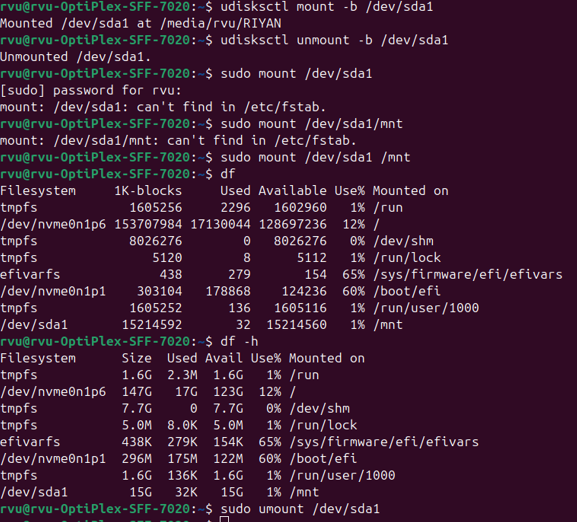 rvu@rvu-OptiPlex-SFF-7020:~$ udisksctl mount -b /dev/sda1
Mounted /dev/sda1 at /media/rvu/RIYAN
rvu@rvu-OptiPlex-SFF-7020:~$ udisksctl unmount -b /dev/sda1
Unmounted /dev/sda1.
rvu@rvu-OptiPlex-SFF-7020:~$ sudo mount /dev/sda1
[sudo] password for rvu:
mount: /dev/sda1: can't find in /etc/fstab.
rvu@rvu-OptiPlex-SFF-7020:~$ sudo mount /dev/sda1/mnt
mount: /dev/sda1/mnt: can't find in /etc/fstab.
rvu@rvu-OptiPlex-SFF-7020:~$ sudo mount /dev/sda1 /mnt
rvu@rvu-OptiPlex-SFF-7020:~$ df
Filesystem     1K-blocks     Used Available Use% Mounted on
tmpfs            1605256     2296   1602960   1% /run
/dev/nvme0n1p6 153707984 17130044 128697236  12% /
tmpfs            8026276        0   8026276   0% /dev/shm
tmpfs               5120        8      5112   1% /run/lock
efivarfs             438      279       154  65% /sys/firmware/efi/efivars
/dev/nvme0n1p1    303104   178868    124236  60% /boot/efi
tmpfs            1605252      136   1605116   1% /run/user/1000
/dev/sda1       15214592       32  15214560   1% /mnt
rvu@rvu-OptiPlex-SFF-7020:~$ df -h
Filesystem      Size  Used Avail Use% Mounted on
tmpfs           1.6G  2.3M  1.6G   1% /run
/dev/nvme0n1p6  147G   17G  123G  12% /
tmpfs           7.7G     0  7.7G   0% /dev/shm
tmpfs           5.0M  8.0K  5.0M   1% /run/lock
efivarfs        438K  279K  154K  65% /sys/firmware/efi/efivars
/dev/nvme0n1p1  296M  175M  122M  60% /boot/efi
tmpfs           1.6G  136K  1.6G   1% /run/user/1000
/dev/sda1        15G   32K   15G   1% /mnt
rvu@rvu-OptiPlex-SFF-7020:~$ sudo umount /dev/sda1